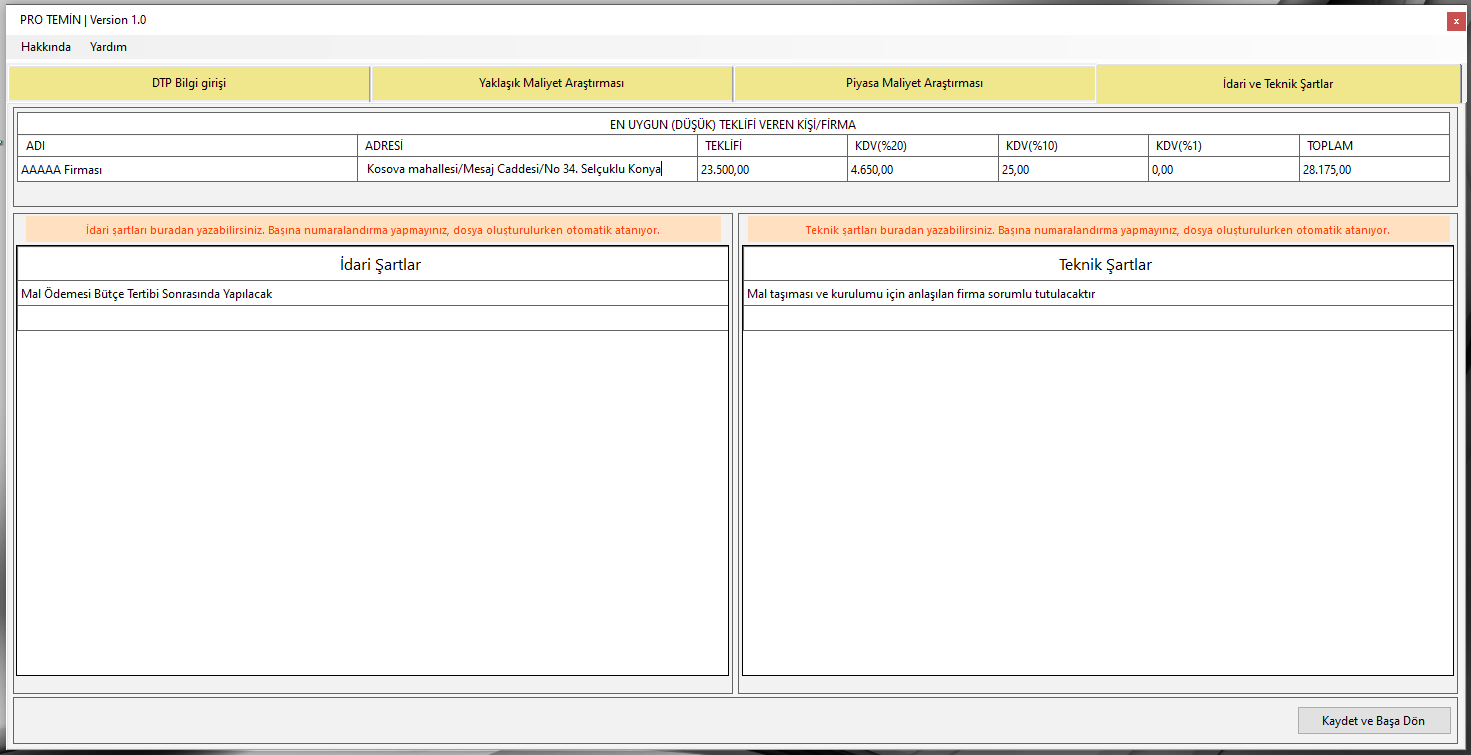 PRO TEMİN | Version 1.0
x
Hakkında Yardım
DTP Bilgi girişi Yaklaşık Maliyet Araştırması Piyasa Maliyet Araştırması İdari ve Teknik Şartlar
EN UYGUN (DÜŞÜK) TEKLİFİ VEREN KİŞİ/FİRMA
ADI ADRESİ TEKLİFİ KDV(%20) KDV(%10) KDV(%1) TOPLAM
AAAAA Firması Kosova mahallesi/Mesaj Caddesi/No 34. Selçuklu Konya 23.500,00 4.650,00 25,00 0,00 28.175,00
İdari şartları buradan yazabilirsiniz. Başına numaralandırma yapmayınız, dosya oluşturulurken otomatik atanıyor.
İdari Şartlar
Mal Ödemesi Bütçe Tertibi Sonrasında Yapılacak
Teknik şartları buradan yazabilirsiniz. Başına numaralandırma yapmayınız, dosya oluşturulurken otomatik atanıyor.
Teknik Şartlar
Mal taşıması ve kurulumu için anlaşılan firma sorumlu tutulacaktır
Kaydet ve Başa Dön